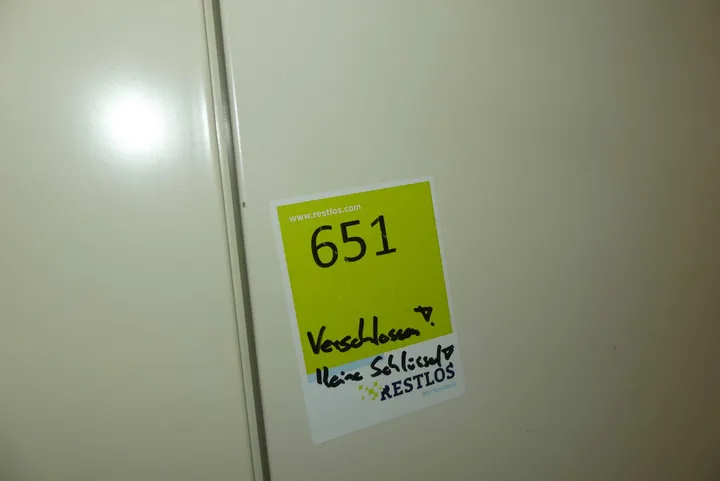 www.restlos.com
651
Verschlossen!
Keine Schlüssel!
RESTLOS